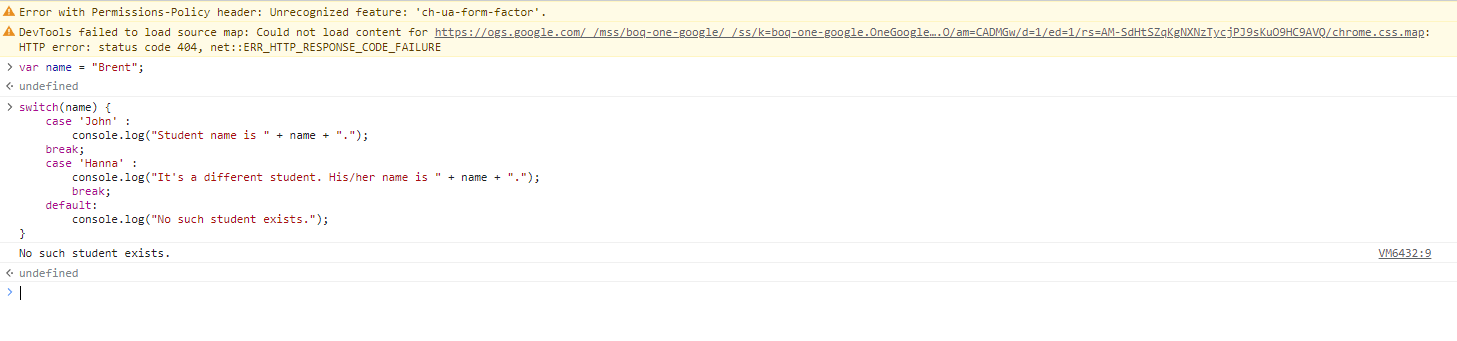 Error with Permissions-Policy header: Unrecognized feature: 'ch-ua-form-factor'.
DevTools failed to load source map: Could not load content for https://ogs.google.com/_/mss/boq-one-google/_/ss/k=boq-one-google.OneGoogle….O/am=CADMGw/d=1/ed=1/rs=AM-SdHtSZqKgNXNzTycjPJ9sKuO9HC9AVQ/chrome.css.map:
HTTP error: status code 404, net::ERR_HTTP_RESPONSE_CODE_FAILURE
> var name = "Brent";
undefined
> switch(name) {
    case 'John' :
        console.log("Student name is " + name + ".");
    break;
    case 'Hanna' :
        console.log("It's a different student. His/her name is " + name + ".");
        break;
    default:
        console.log("No such student exists.");
}
No such student exists. VM6432:9
undefined
>